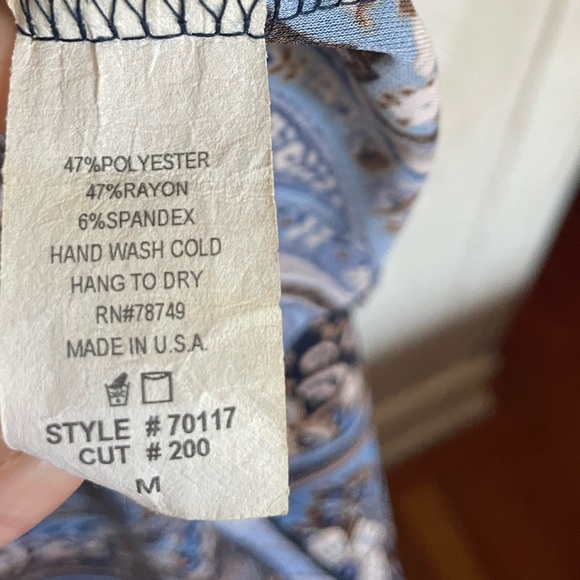 47%POLYESTER
47%RAYON
6%SPANDEX
HAND WASH COLD
HANG TO DRY
RN#78749
MADE IN U.S.A.
STYLE # 70117
CUT # 200
M